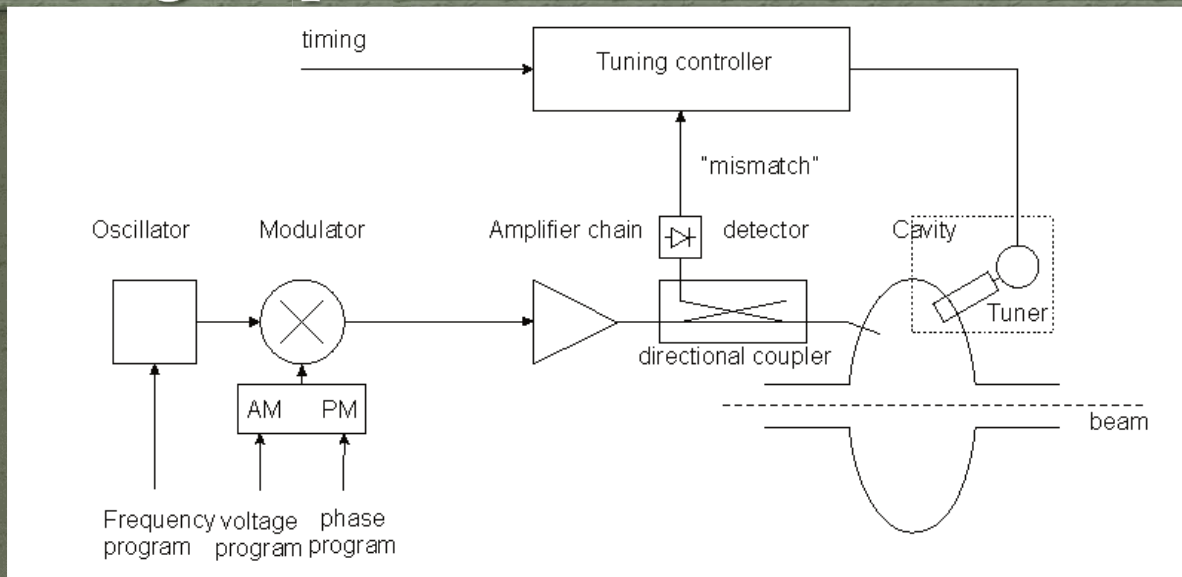 timing
Tuning controller
"mismatch"
Oscillator
Modulator
Amplifier chain
detector
Cavity
Tuner
directional coupler
AM PM
beam
Frequency
program
voltage
program
phase
program